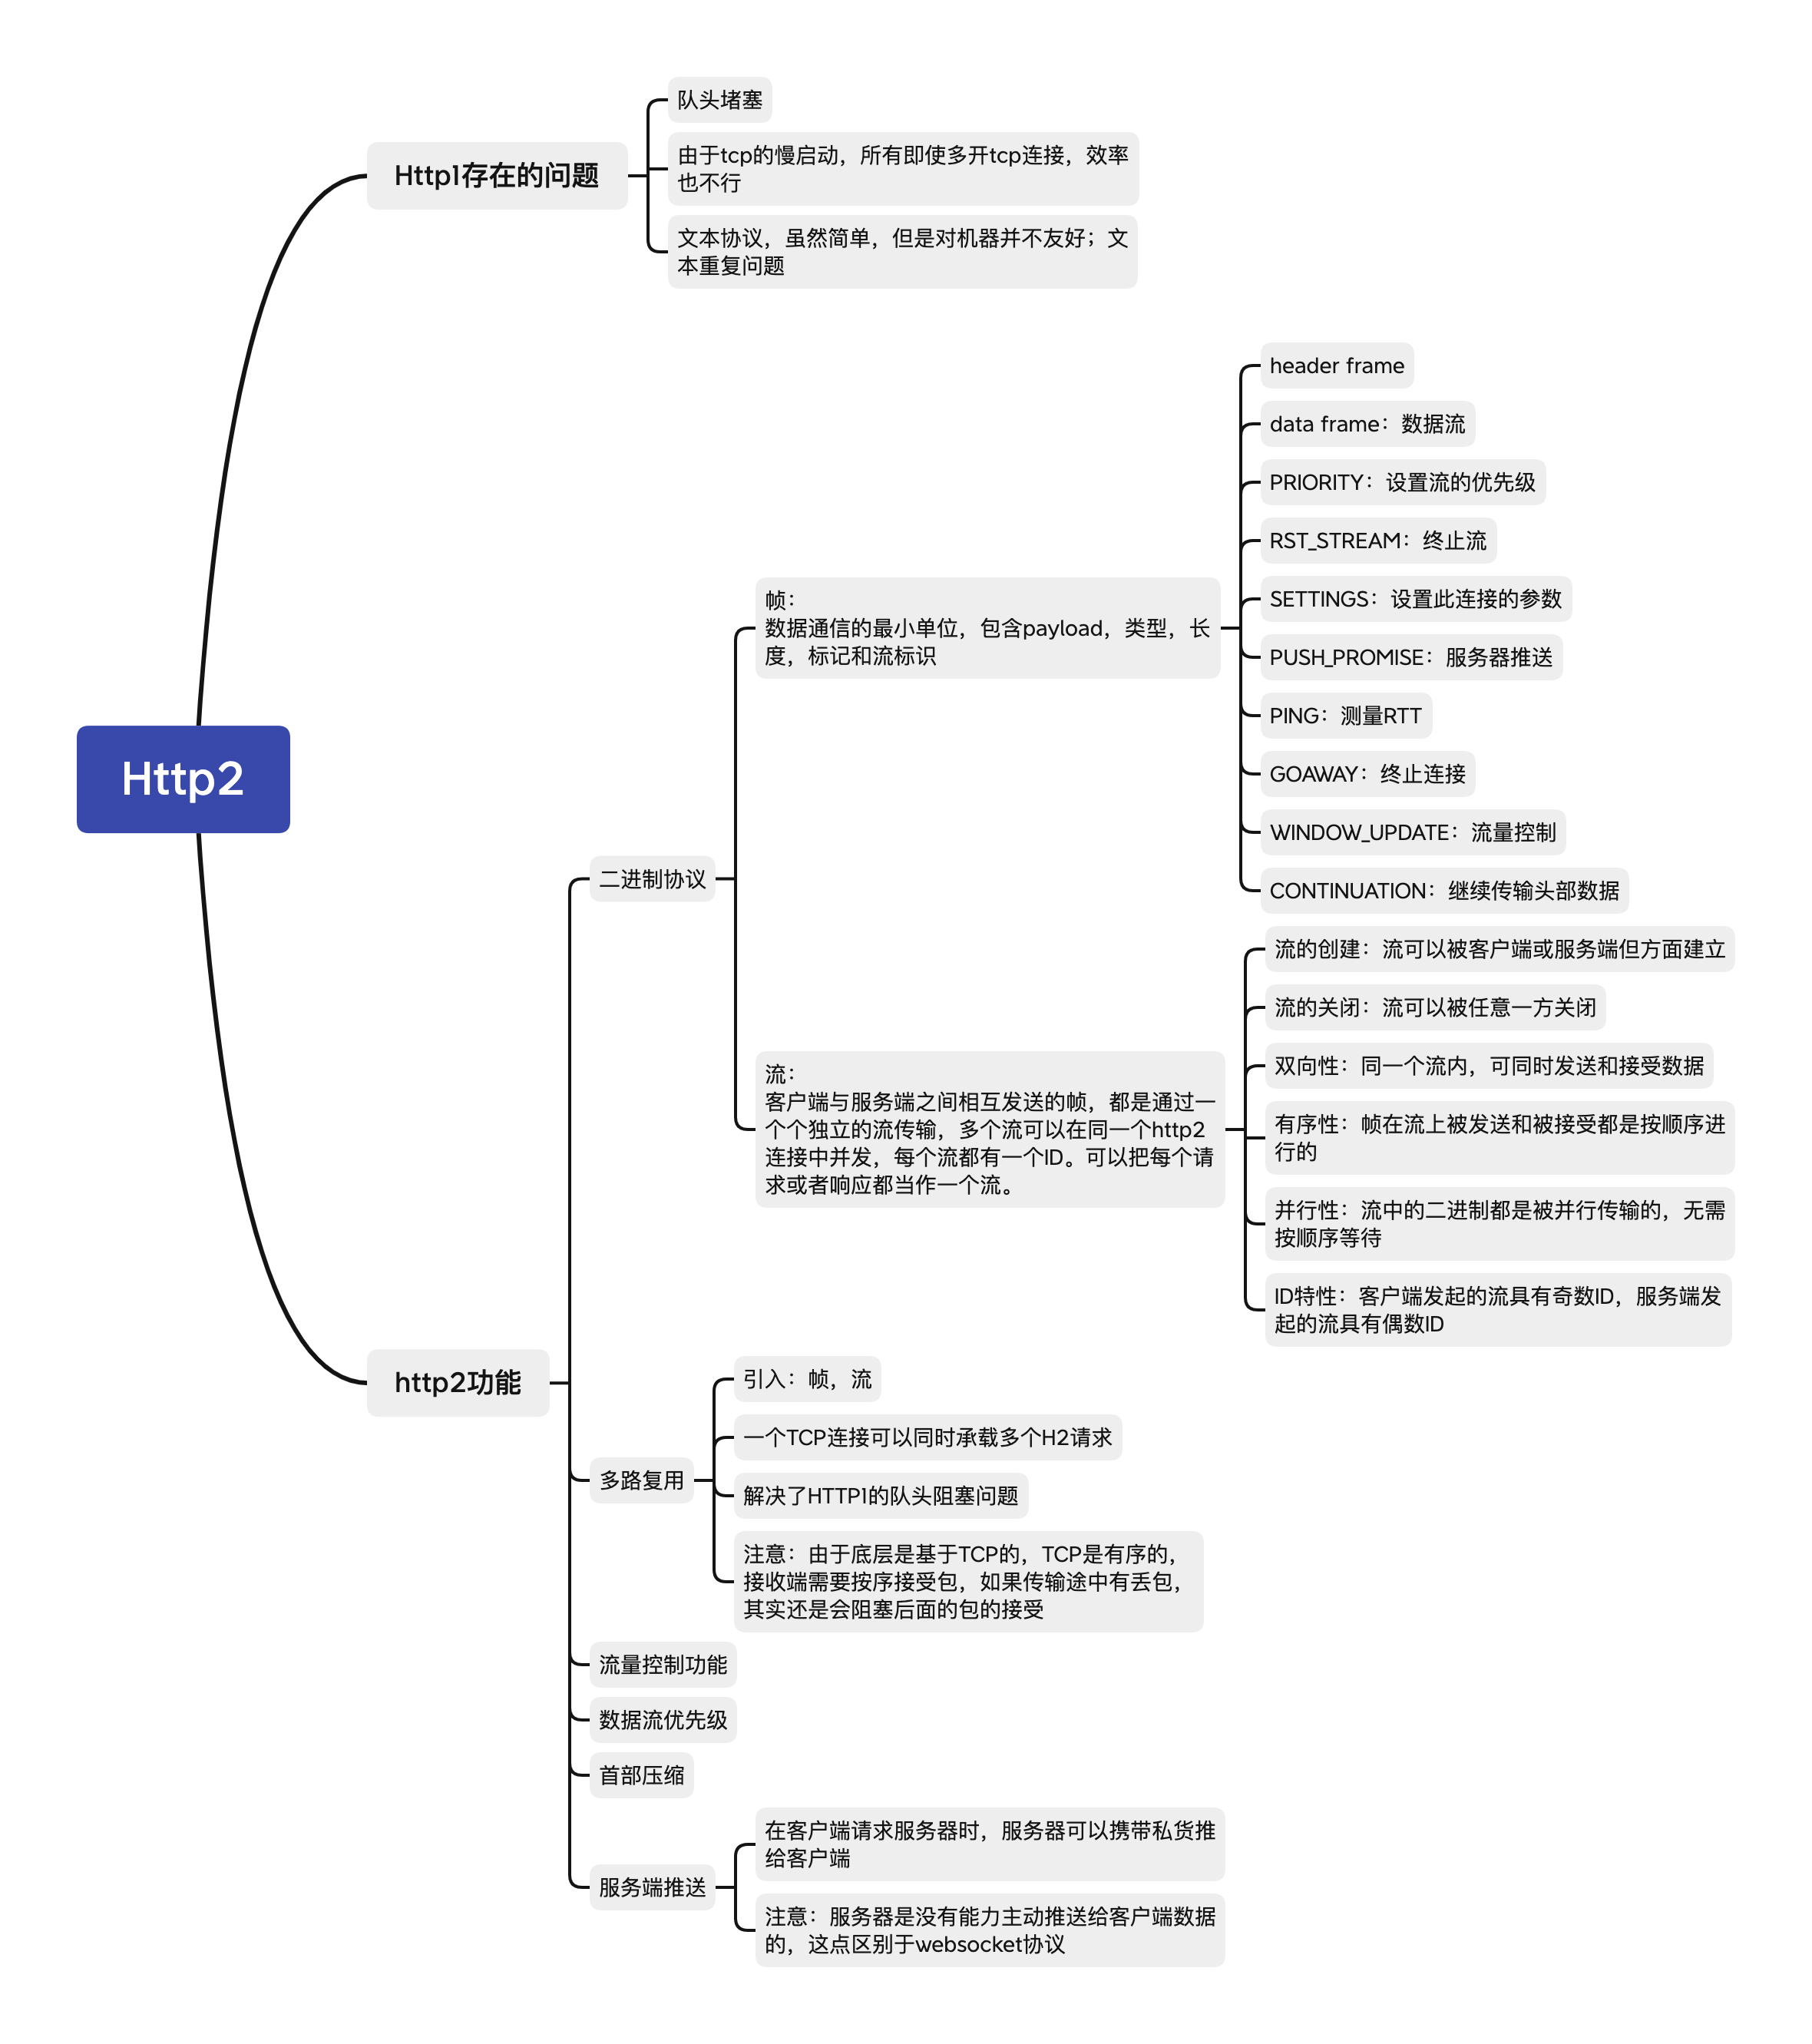 Http2
Http1存在的问题
队头堵塞
由于tcp的慢启动，所有即使多开tcp连接，效率
也不行
文本协议，虽然简单，但是对机器并不友好；文
本重复问题
http2功能
二进制协议
帧：
数据通信的最小单位，包含payload，类型，长
度，标记和流标识
header frame
data frame：数据流
PRIORITY：设置流的优先级
RST_STREAM：终止流
SETTINGS：设置此连接的参数
PUSH_PROMISE：服务器推送
PING：测量RTT
GOAWAY：终止连接
WINDOW_UPDATE：流量控制
CONTINUATION：继续传输头部数据
流：
客户端与服务端之间相互发送的帧，都是通过一
个个独立的流传输，多个流可以在同一个http2
连接中并发，每个流都有一个ID。可以把每个请
求或者响应都当作一个流。
流的创建：流可以被客户端或服务端但方面建立
流的关闭：流可以被任意一方关闭
双向性：同一个流内，可同时发送和接受数据
有序性：帧在流上被发送和被接受都是按顺序进
行的
并行性：流中的二进制都是被并行传输的，无需
按顺序等待
ID特性：客户端发起的流具有奇数ID，服务端发
起的流具有偶数ID
多路复用
引入：帧，流
一个TCP连接可以同时承载多个H2请求
解决了HTTP1的队头阻塞问题
注意：由于底层是基于TCP的，TCP是有序的，
接收端需要按序接受包，如果传输途中有丢包，
其实还是会阻塞后面的包的接受
流量控制功能
数据流优先级
首部压缩
服务端推送
在客户端请求服务器时，服务器可以携带私货推
给客户端
注意：服务器是没有能力主动推送给客户端数据
的，这点区别于websocket协议